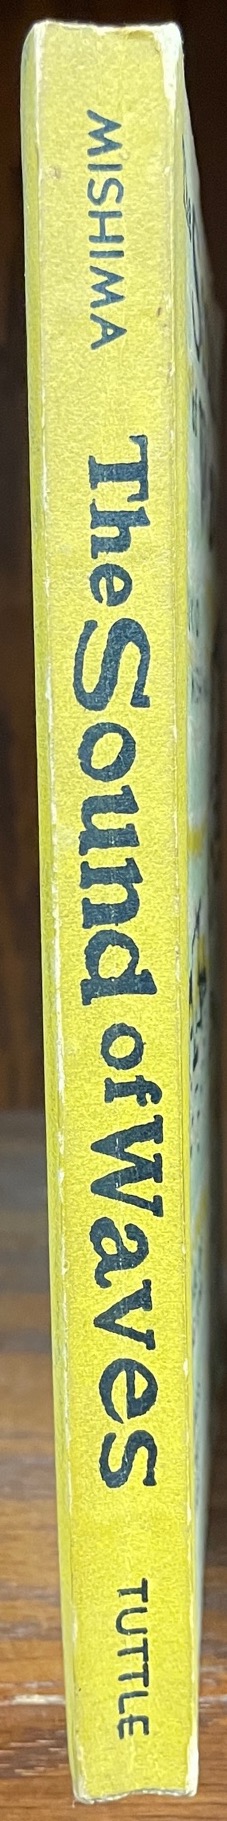 MISHIMA
The Sound of Waves
TUTTLE